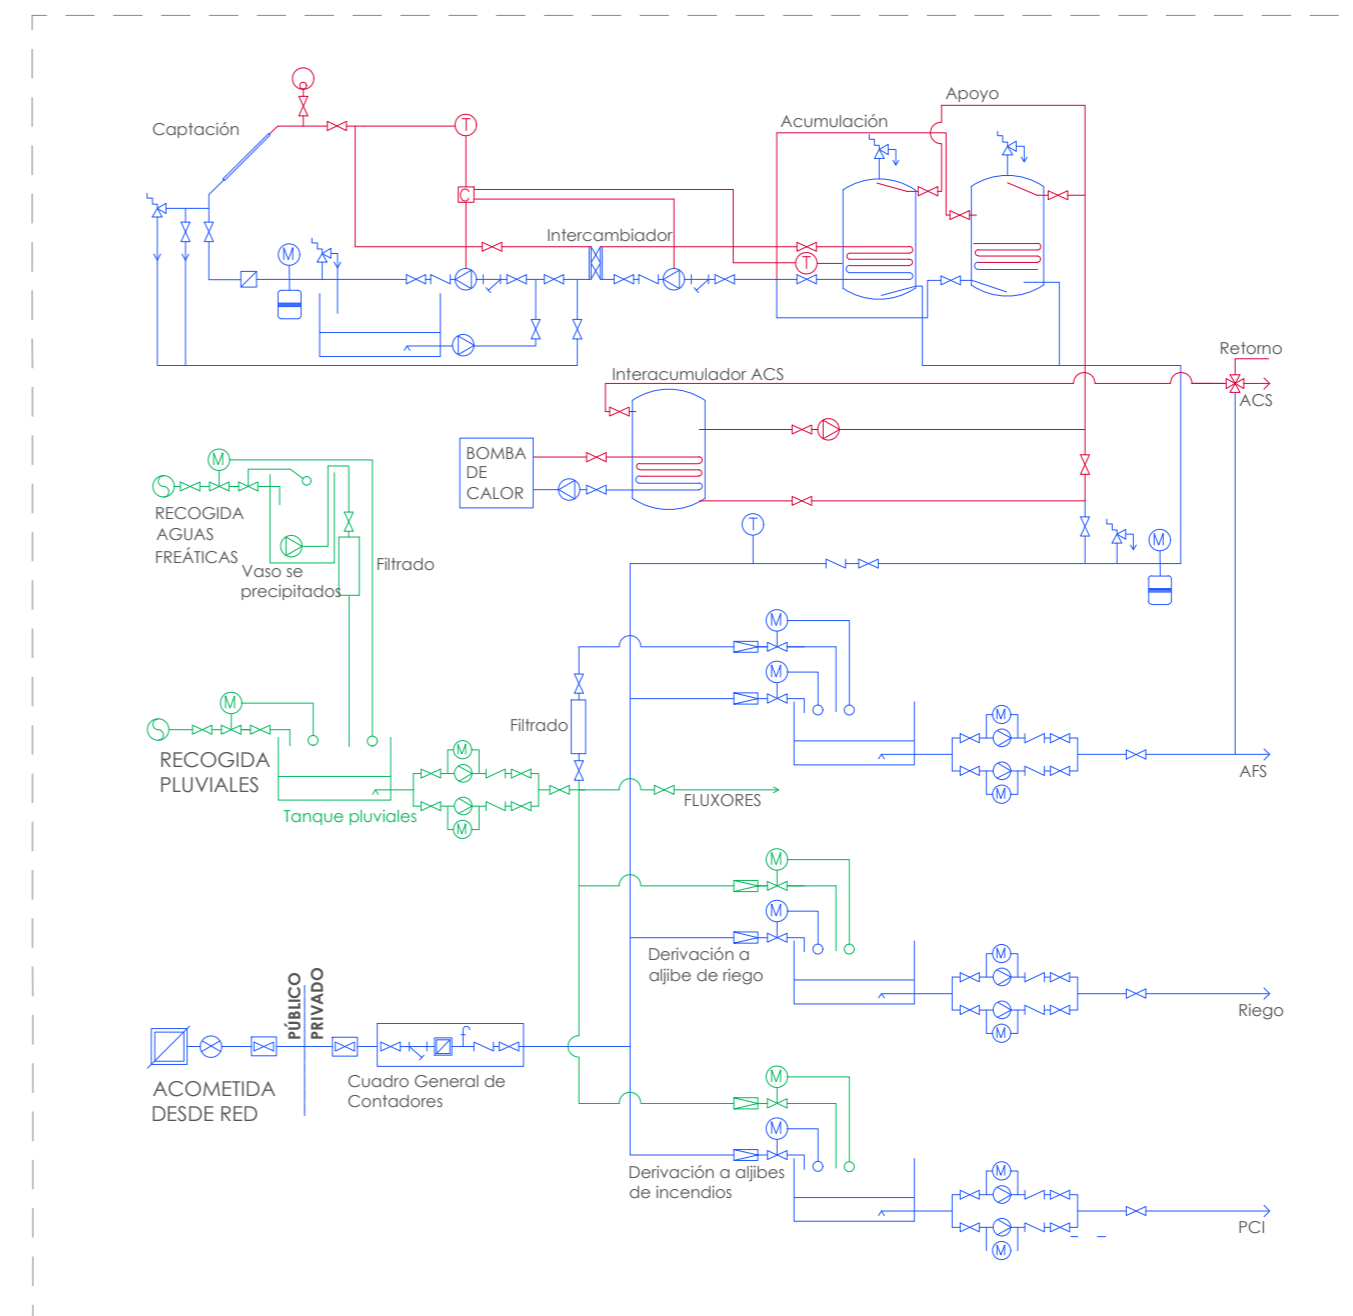 Apoyo
Acumulación
Captación
T
C
Intercambiador
M
T
Retorno
ACS
Interacumulador ACS
BOMBA
DE
CALOR
M
RECOGIDA
AGUAS
FREÁTICAS
Vaso se
precipitados
Filtrado
T
M
M
M
Filtrado
M
RECOGIDA
PLUVIALES
Tanque pluviales
M
M
FLUXORES
M
M
AFS
M
M
Derivación a
aljibe de riego
M
M
Riego
PÚBLICO
PRIVADO
ACOMETIDA
DESDE RED
f
Cuadro General de
Contadores
M
M
Derivación a aljibes
de incendios
M
M
PCI